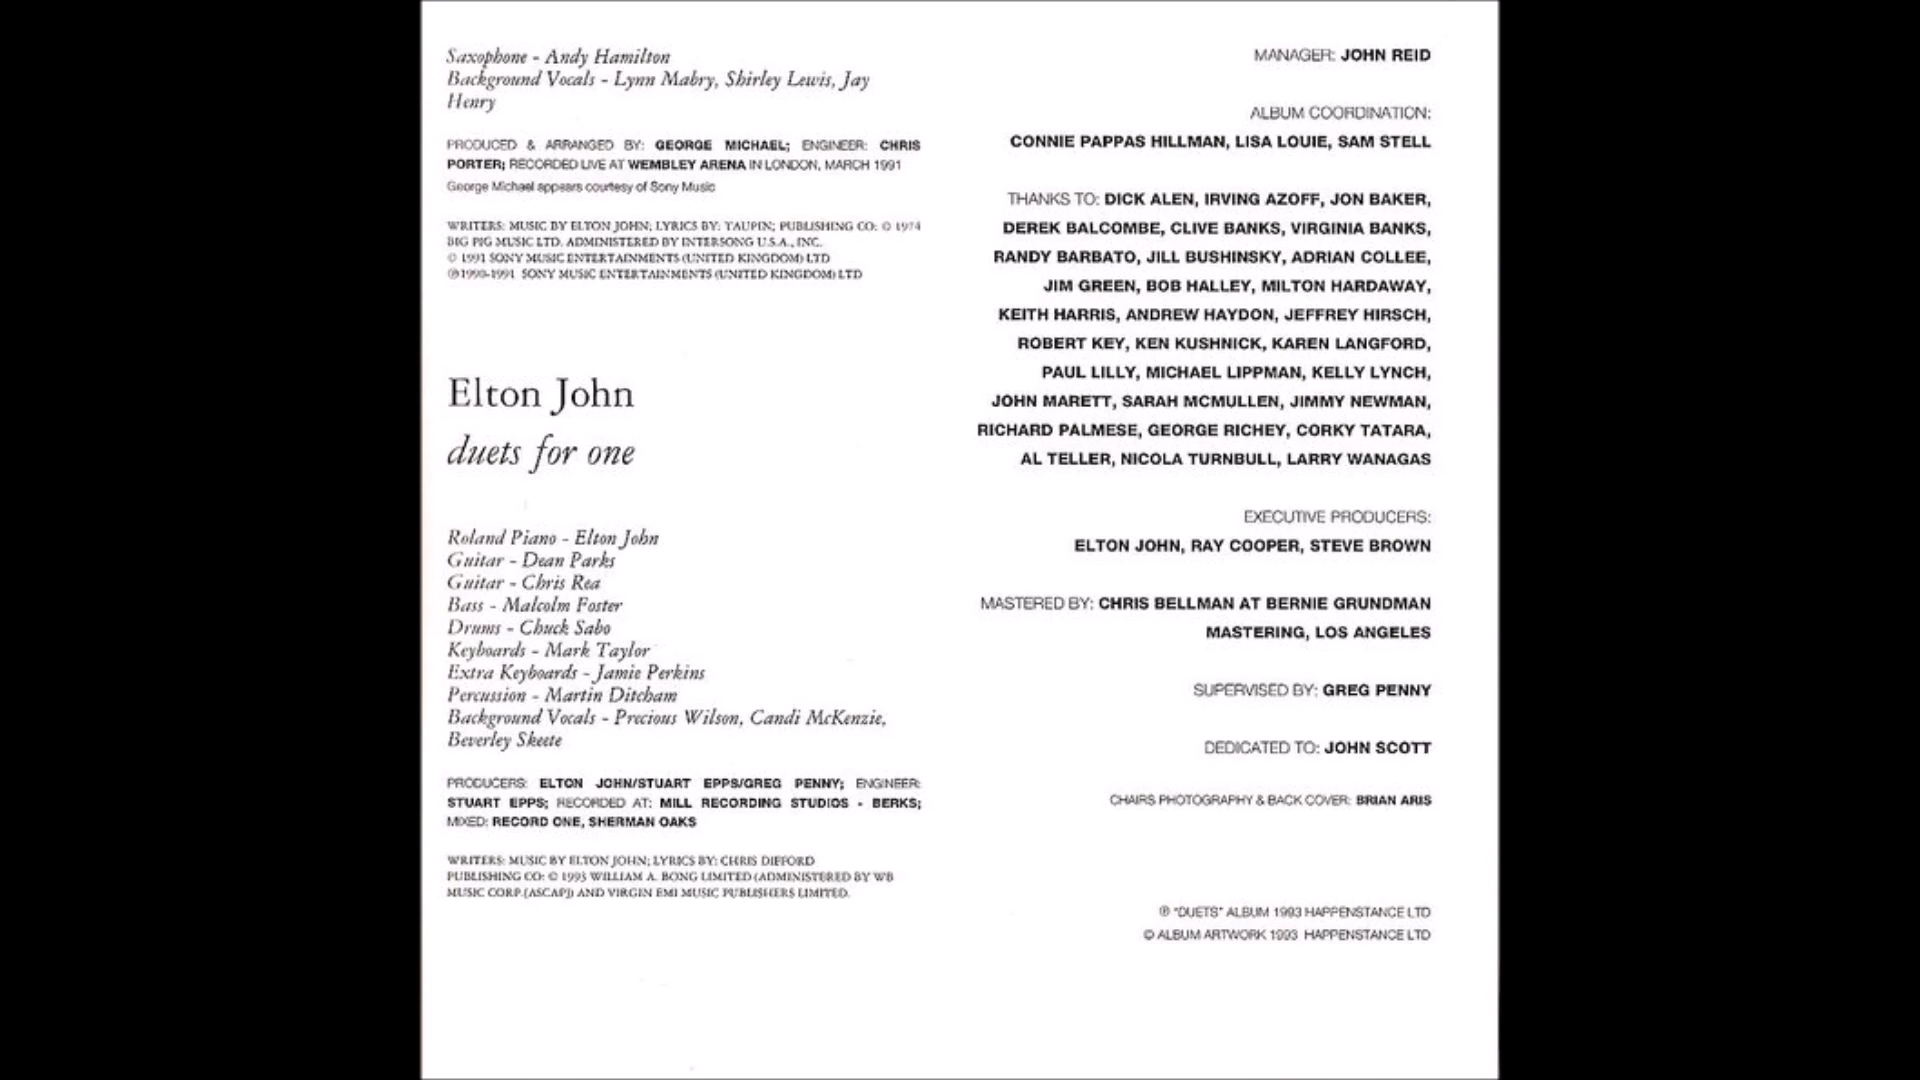 Saxophone - Andy Hamilton
Background Vocals - Lynn Mabry, Shirley Lewis, Jay
Henry
PRODUCED & ARRANGED BY: GEORGE MICHAEL; ENGINEER: CHRIS
PORTER; RECORDED LIVE AT WEMBLEY ARENA IN LONDON, MARCH 1991
George Michael appears courtesy of Sony Music
WRITERS: MUSIC BY ELTON JOHN; LYRICS BY: TAUPIN; PUBLISHING CO: © 1974
BIG PIG MUSIC LTD. ADMINISTERED BY INTERSONG U.S.A., INC.
© 1991 SONY MUSIC ENTERTAINMENTS (UNITED KINGDOM) LTD
℗1990-1991 SONY MUSIC ENTERTAINMENTS (UNITED KINGDOM) LTD
Elton John
duets for one
Roland Piano - Elton John
Guitar - Dean Parks
Guitar - Chris Rea
Bass - Malcolm Foster
Drums - Chuck Sabo
Keyboards - Mark Taylor
Extra Keyboards - Jamie Perkins
Percussion - Martin Ditcham
Background Vocals - Precious Wilson, Candi McKenzie,
Beverley Skeete
PRODUCERS: ELTON JOHN/STUART EPPS/GREG PENNY; ENGINEER:
STUART EPPS; RECORDED AT: MILL RECORDING STUDIOS - BERKS;
MIXED: RECORD ONE, SHERMAN OAKS
WRITERS: MUSIC BY ELTON JOHN; LYRICS BY: CHRIS DIFFORD
PUBLISHING CO: © 1993 WILLIAM A. BONG LIMITED (ADMINISTERED BY WB
MUSIC CORP.[ASCAP]) AND VIRGIN EMI MUSIC PUBLISHERS LIMITED.
MANAGER: JOHN REID
ALBUM COORDINATION:
CONNIE PAPPAS HILLMAN, LISA LOUIE, SAM STELL
THANKS TO: DICK ALEN, IRVING AZOFF, JON BAKER,
DEREK BALCOMBE, CLIVE BANKS, VIRGINIA BANKS,
RANDY BARBATO, JILL BUSHINSKY, ADRIAN COLLEE,
JIM GREEN, BOB HALLEY, MILTON HARDAWAY,
KEITH HARRIS, ANDREW HAYDON, JEFFREY HIRSCH,
ROBERT KEY, KEN KUSHNICK, KAREN LANGFORD,
PAUL LILLY, MICHAEL LIPPMAN, KELLY LYNCH,
JOHN MARETT, SARAH MCMULLEN, JIMMY NEWMAN,
RICHARD PALMESE, GEORGE RICHEY, CORKY TATARA,
AL TELLER, NICOLA TURNBULL, LARRY WANAGAS
EXECUTIVE PRODUCERS:
ELTON JOHN, RAY COOPER, STEVE BROWN
MASTERED BY: CHRIS BELLMAN AT BERNIE GRUNDMAN
MASTERING, LOS ANGELES
SUPERVISED BY: GREG PENNY
DEDICATED TO: JOHN SCOTT
CHAIRS PHOTOGRAPHY & BACK COVER: BRIAN ARIS
℗ "DUETS" ALBUM 1993 HAPPENSTANCE LTD
© ALBUM ARTWORK 1993 HAPPENSTANCE LTD